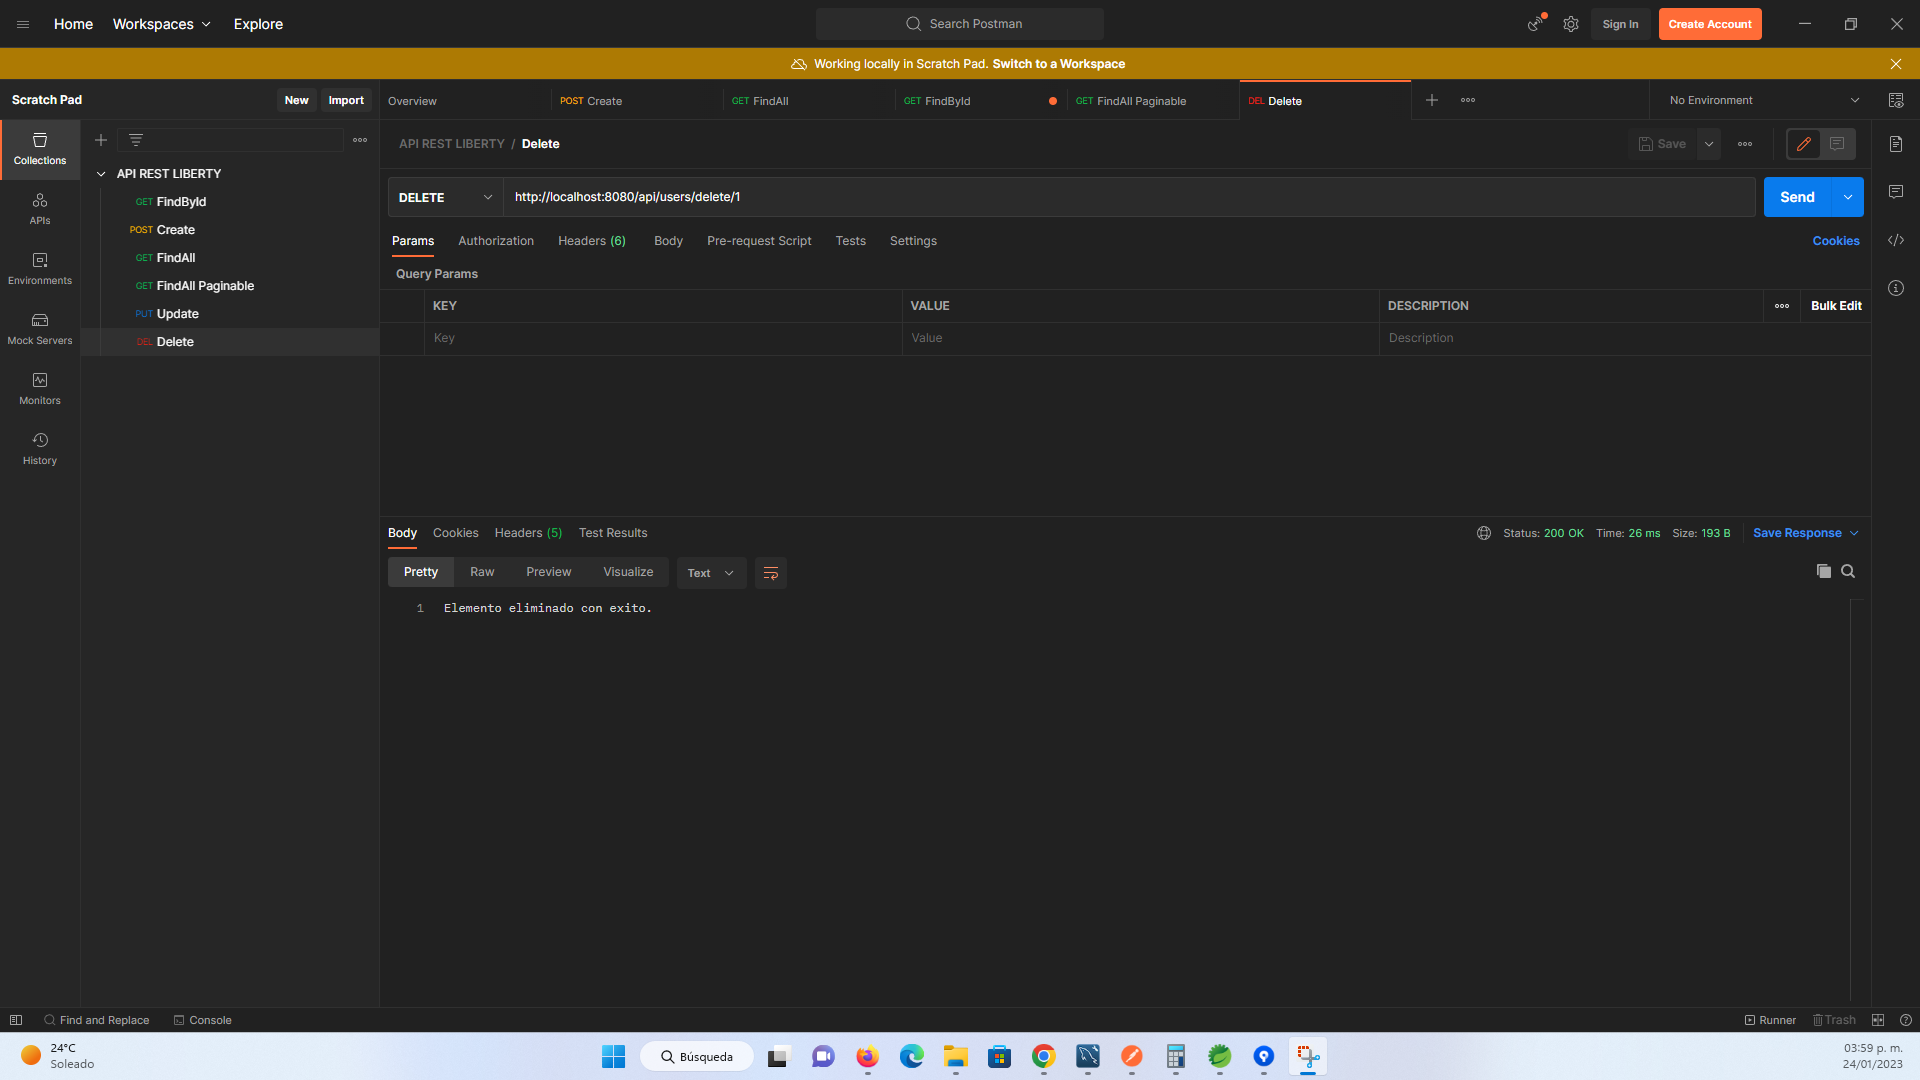 Home Workspaces Explore
Search Postman
Sign In
Create Account
Working locally in Scratch Pad. Switch to a Workspace
Scratch Pad
New
Import
Overview
POST Create
GET FindAll
GET FindById
GET FindAll Paginable
DEL Delete
No Environment
Collections
APIs
Environments
Mock Servers
Monitors
History
API REST LIBERTY
GET FindById
POST Create
GET FindAll
GET FindAll Paginable
PUT Update
DEL Delete
API REST LIBERTY / Delete
Save
DELETE
http://localhost:8080/api/users/delete/1
Send
Params Authorization Headers (6) Body Pre-request Script Tests Settings
Cookies
Query Params
KEY VALUE DESCRIPTION
Bulk Edit
Key Value Description
Body Cookies Headers (5) Test Results
Status: 200 OK Time: 26 ms Size: 193 B
Save Response
Pretty Raw Preview Visualize
Text
1 Elemento eliminado con exito.
Find and Replace
Console
Runner
Trash
24°C
Soleado
Búsqueda
03:59 p. m.
24/01/2023